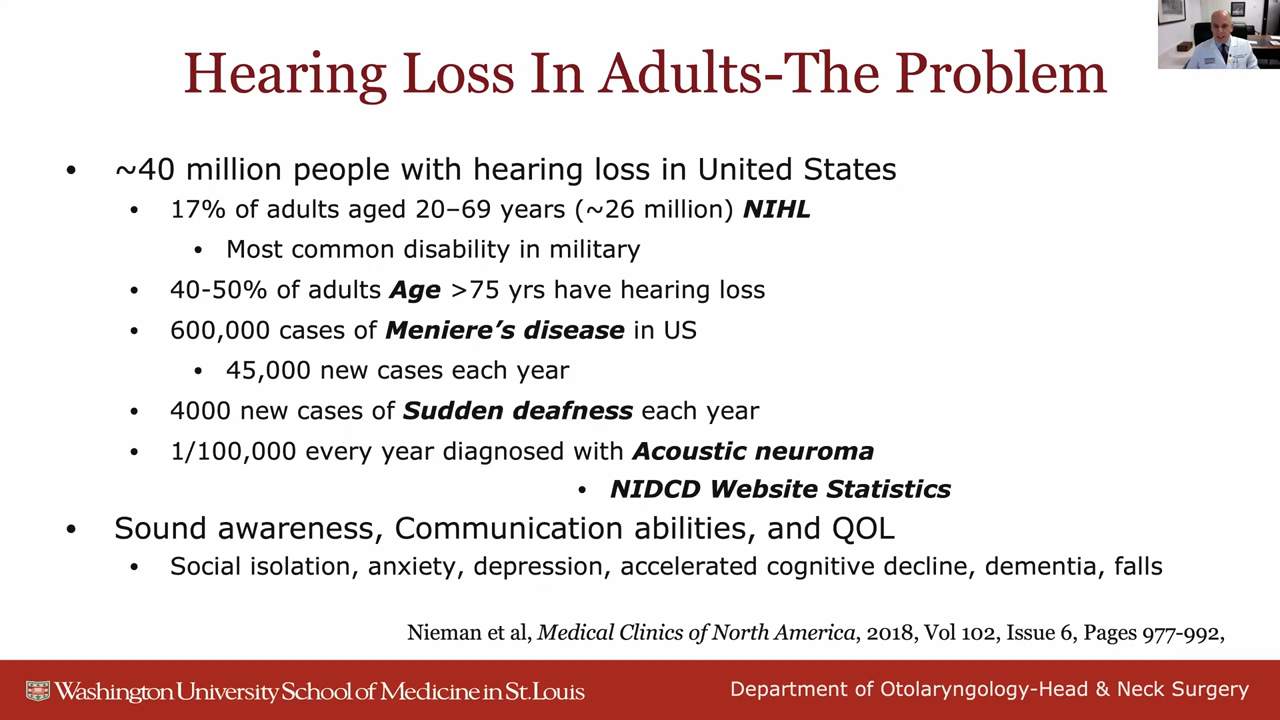 Hearing Loss In Adults-The Problem
• ~40 million people with hearing loss in United States
• 17% of adults aged 20–69 years (~26 million) NIHL
• Most common disability in military
• 40-50% of adults Age >75 yrs have hearing loss
• 600,000 cases of Meniere’s disease in US
• 45,000 new cases each year
• 4000 new cases of Sudden deafness each year
• 1/100,000 every year diagnosed with Acoustic neuroma
• NIDCD Website Statistics
• Sound awareness, Communication abilities, and QOL
• Social isolation, anxiety, depression, accelerated cognitive decline, dementia, falls
Nieman et al, Medical Clinics of North America, 2018, Vol 102, Issue 6, Pages 977-992,
Washington University School of Medicine in St. Louis
Department of Otolaryngology-Head & Neck Surgery